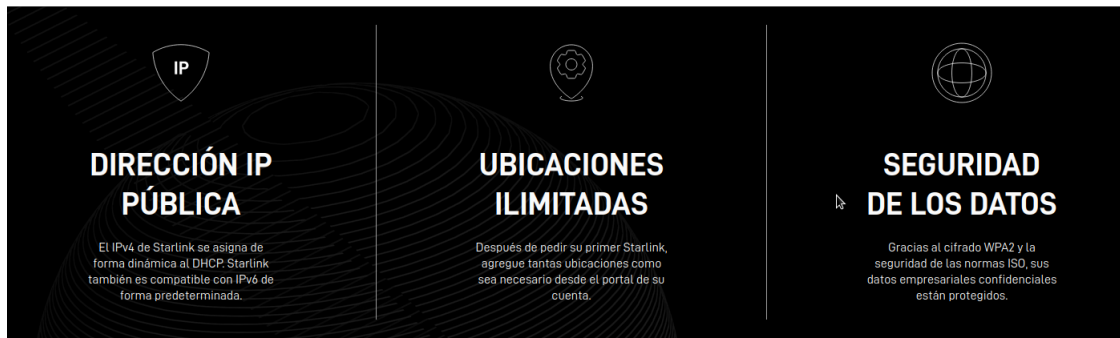 IP
DIRECCIÓN IP
PÚBLICA
El IPv4 de Starlink se asigna de
forma dinámica al DHCP. Starlink
también es compatible con IPv6 de
forma predeterminada.
UBICACIONES
ILIMITADAS
Después de pedir su primer Starlink,
agregue tantas ubicaciones como
sea necesario desde el portal de su
cuenta.
SEGURIDAD
DE LOS DATOS
Gracias al cifrado WPA2 y la
seguridad de las normas ISO, sus
datos empresariales confidenciales
están protegidos.